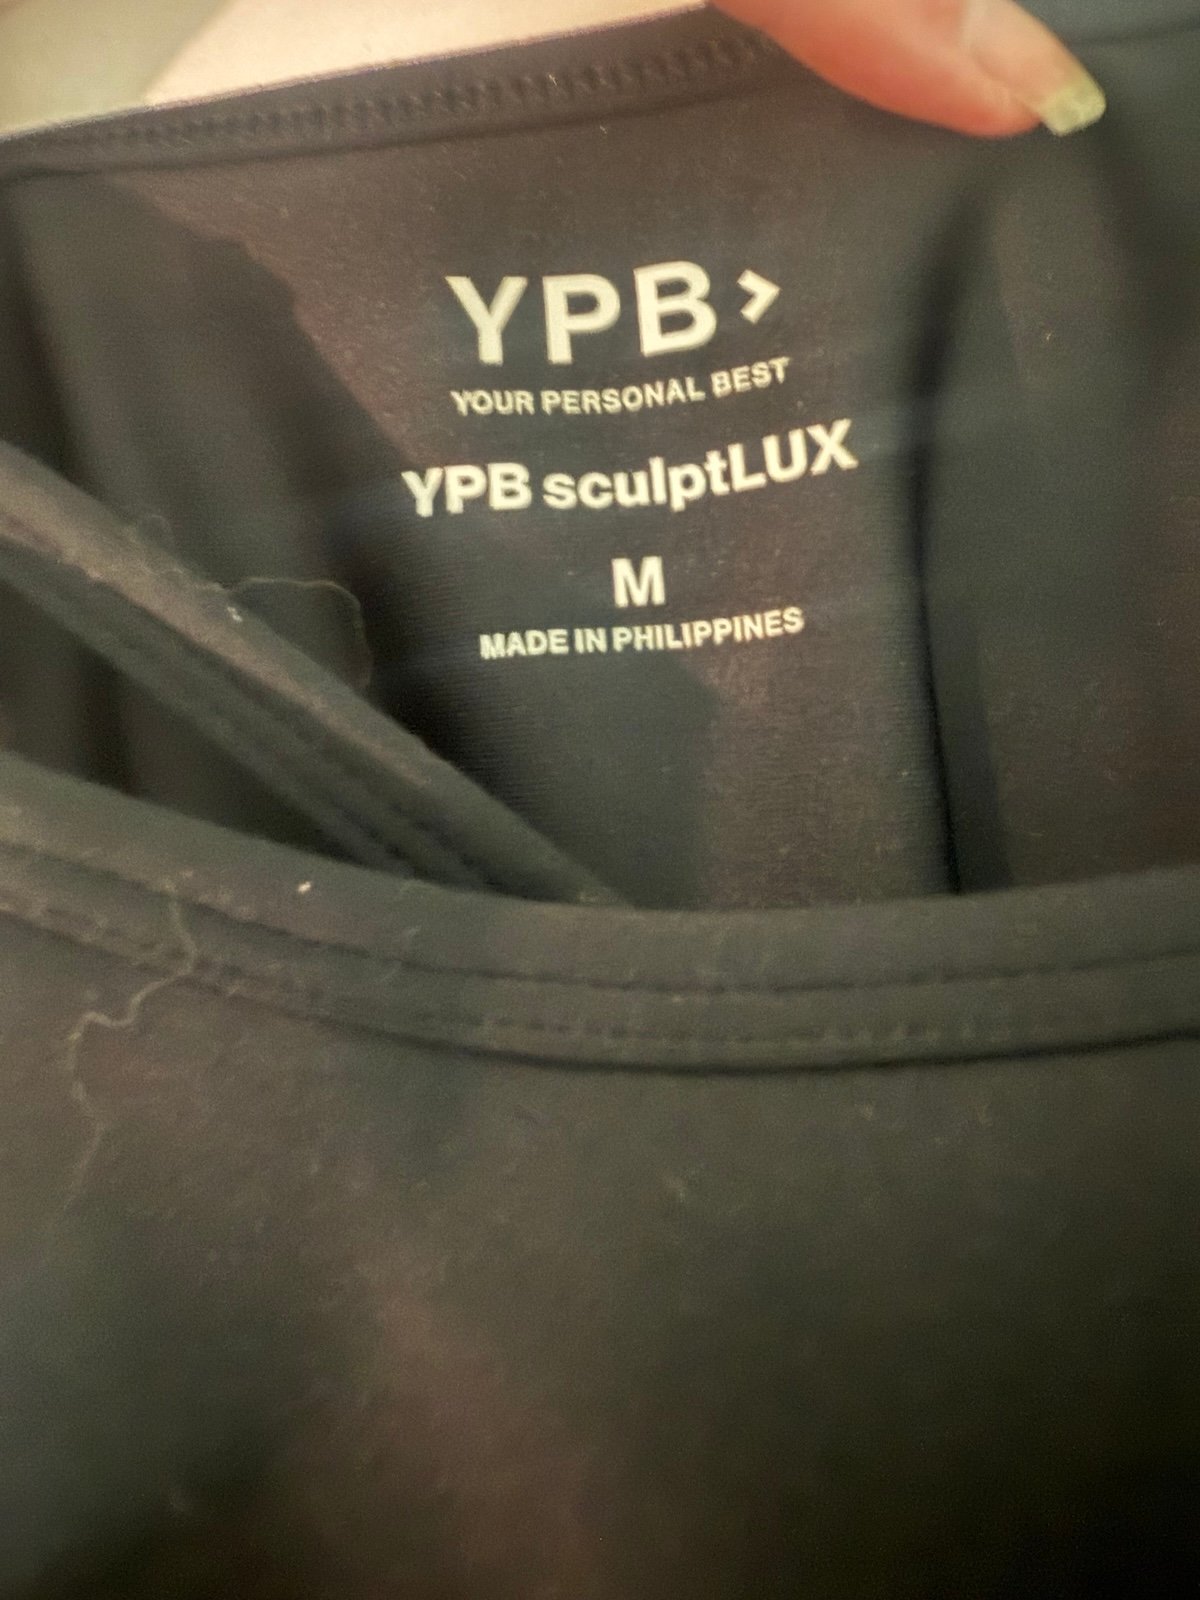 YPB>
YOUR PERSONAL BEST
YPB sculptLUX
M
MADE IN PHILIPPINES